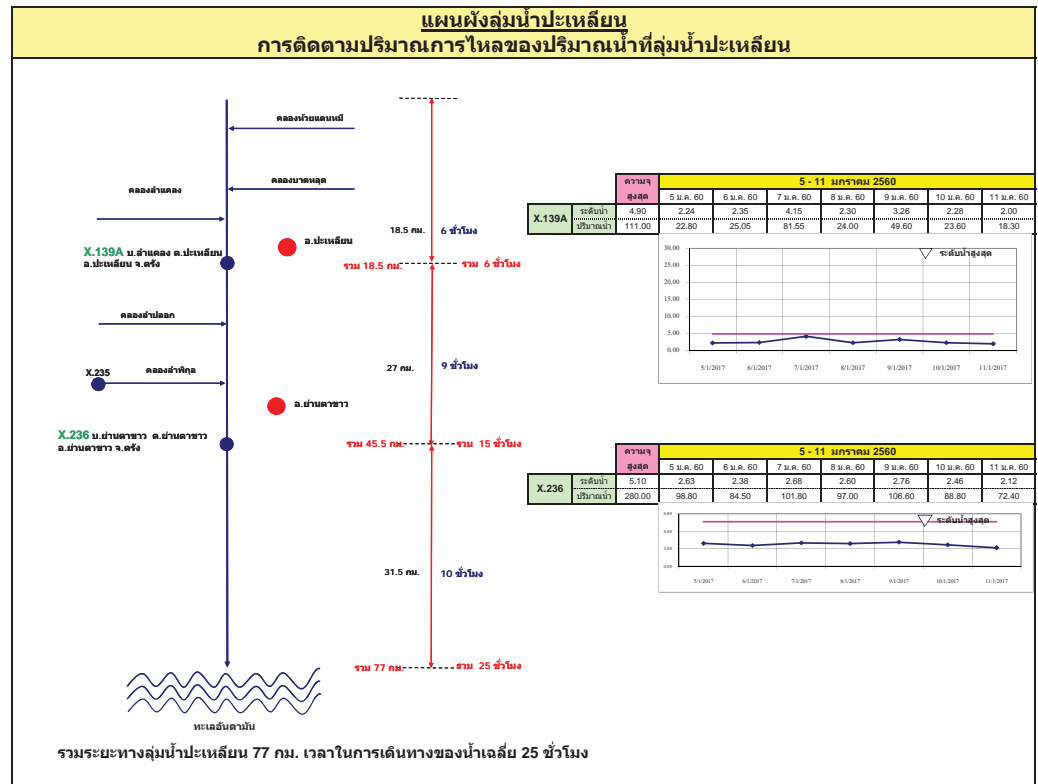 แผนผังลุ่มน้ำปะเหลียน
การติดตามปริมาณการไหลของปริมาณน้ำที่ลุ่มน้ำปะเหลียน
คลองห้วยแดนหมี
คลองบาตหลุด
คลองลำแคลง
18.5 กม. 6 ชั่วโมง
อ.ปะเหลียน
X.139A บ.ลำแคลง ต.ปะเหลียน
อ.ปะเหลียน จ.ตรัง
รวม 18.5 กม. รวม 6 ชั่วโมง
คลองลำปลอก
27 กม. 9 ชั่วโมง
X.235 คลองลำพิกุล
อ.ย่านตาขาว
X.236 บ.ย่านตาขาว ต.ย่านตาขาว
อ.ย่านตาขาว จ.ตรัง
รวม 45.5 กม. รวม 15 ชั่วโมง
31.5 กม. 10 ชั่วโมง
รวม 77 กม. รวม 25 ชั่วโมง
ทะเลอันดามัน
รวมระยะทางลุ่มน้ำปะเหลียน 77 กม. เวลาในการเดินทางของน้ำเฉลี่ย 25 ชั่วโมง
ความจุ 5 - 11 มกราคม 2560
สูงสุด 5 ม.ค. 60 6 ม.ค. 60 7 ม.ค. 60 8 ม.ค. 60 9 ม.ค. 60 10 ม.ค. 60 11 ม.ค. 60
X.139A ระดับน้ำ 4.90 2.24 2.35 4.15 2.30 3.26 2.28 2.00
ปริมาณน้ำ 111.00 22.80 25.05 81.55 24.00 49.60 23.60 18.30
ระดับน้ำสูงสุด
30.00
25.00
20.00
15.00
10.00
5.00
0.00
5/1/2017 6/1/2017 7/1/2017 8/1/2017 9/1/2017 10/1/2017 11/1/2017
ความจุ 5 - 11 มกราคม 2560
สูงสุด 5 ม.ค. 60 6 ม.ค. 60 7 ม.ค. 60 8 ม.ค. 60 9 ม.ค. 60 10 ม.ค. 60 11 ม.ค. 60
X.236 ระดับน้ำ 5.10 2.63 2.38 2.68 2.60 2.76 2.46 2.12
ปริมาณน้ำ 280.00 98.80 84.50 101.80 97.00 106.60 88.80 72.40
ระดับน้ำสูงสุด
6.00
4.00
2.00
0.00
5/1/2017 6/1/2017 7/1/2017 8/1/2017 9/1/2017 10/1/2017 11/1/2017